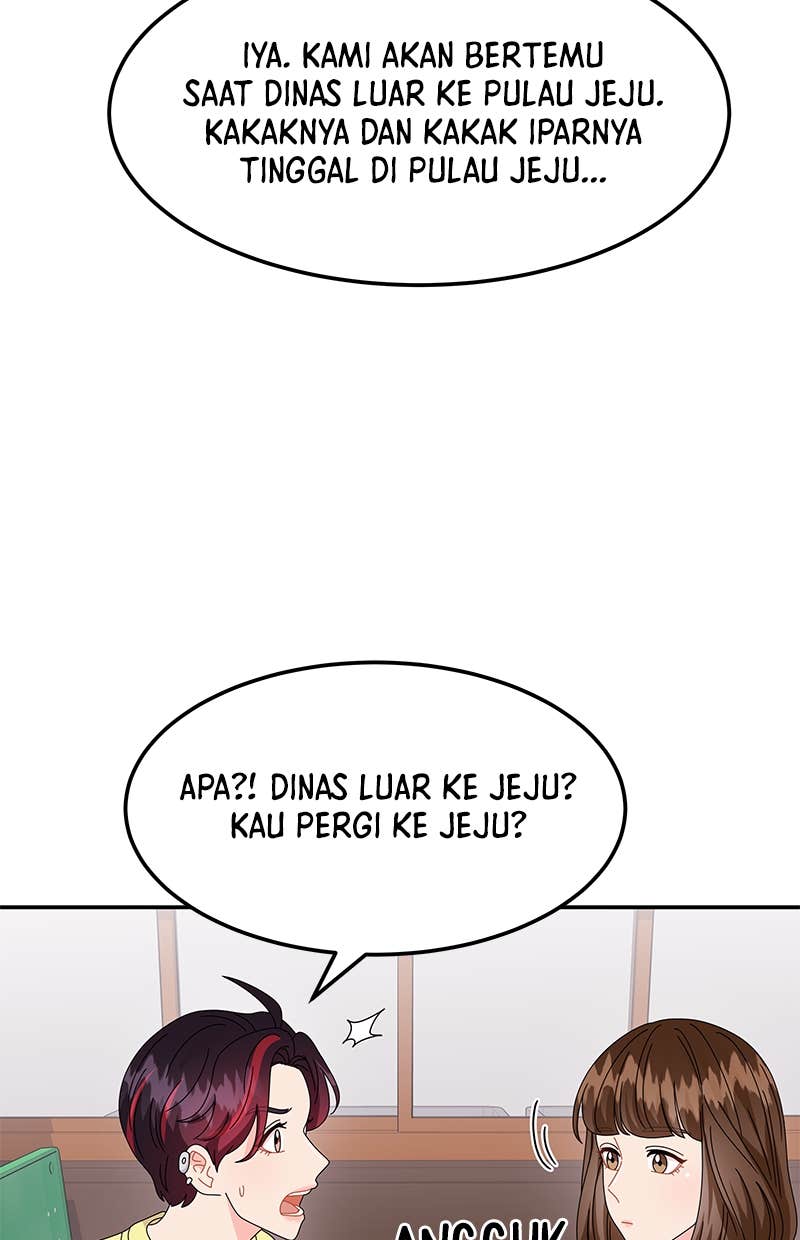 IYA. KAMI AKAN BERTEMU
SAAT DINAS LUAR KE PULAU JEJU.
KAKAKNYA DAN KAKAK IPARNYA
TINGGAL DI PULAU JEJU...
APA?! DINAS LUAR KE JEJU?
KAU PERGI KE JEJU?
ANGGUK